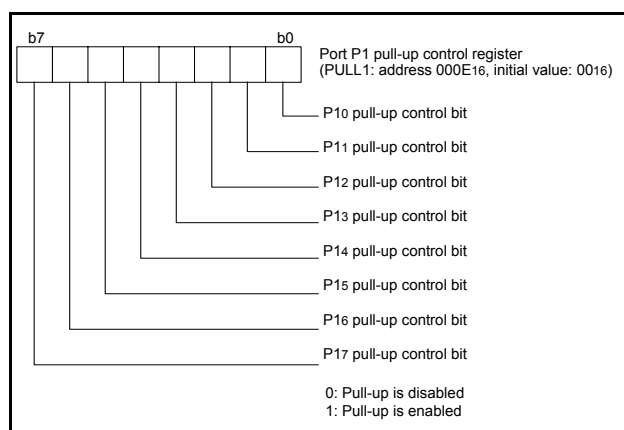 b7 b0
Port P1 pull-up control register
(PULL1: address 000E16, initial value: 0016)
P10 pull-up control bit
P11 pull-up control bit
P12 pull-up control bit
P13 pull-up control bit
P14 pull-up control bit
P15 pull-up control bit
P16 pull-up control bit
P17 pull-up control bit
0: Pull-up is disabled
1: Pull-up is enabled